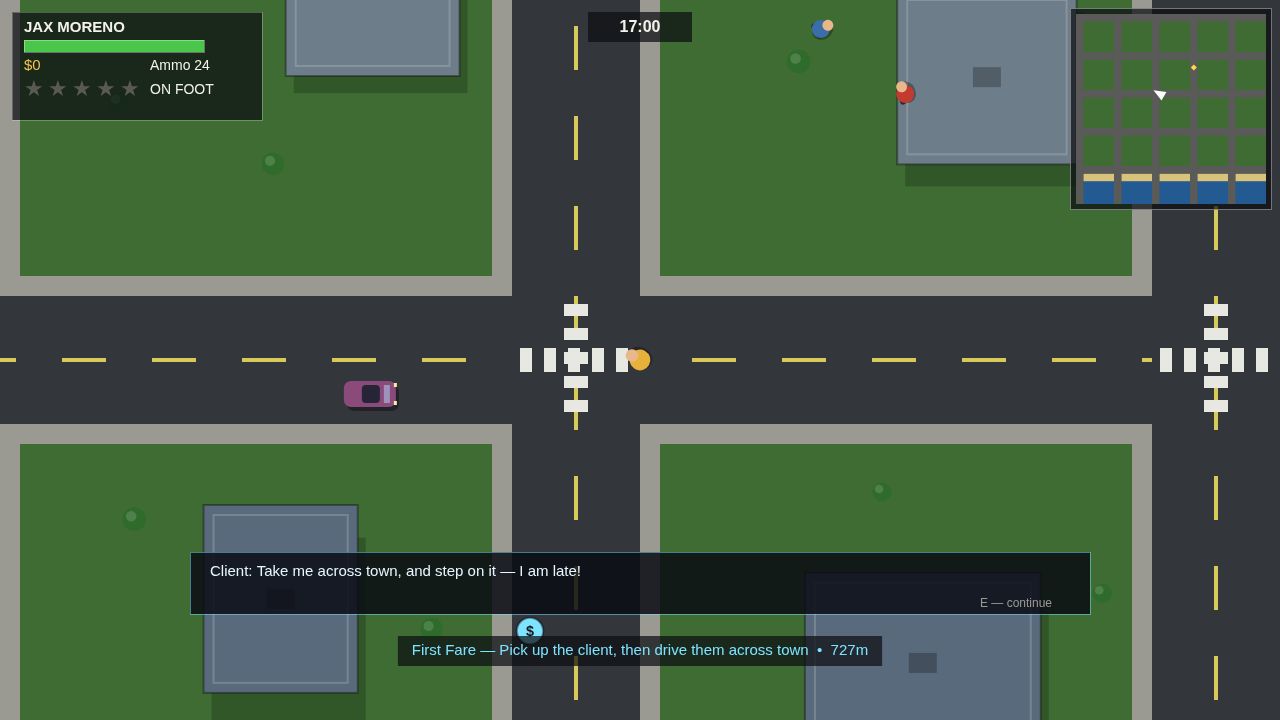 JAX MORENO
17:00
$0 Ammo 24
ON FOOT
Client: Take me across town, and step on it — I am late!
E — continue
$
First Fare — Pick up the client, then drive them across town • 727m